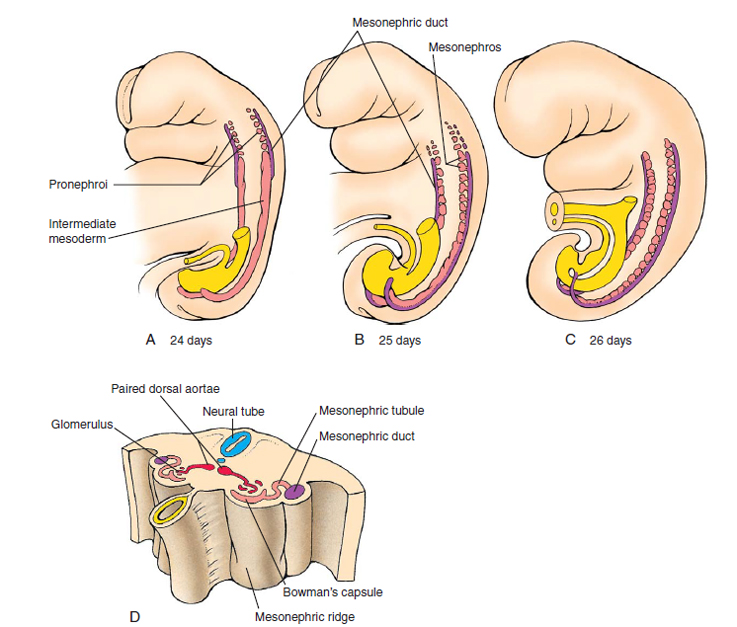 Mesonephric duct
Mesonephros
Pronephroi
Intermediate
mesoderm
A 24 days
B 25 days
C 26 days
Paired dorsal aortae
Neural tube
Mesonephric tubule
Glomerulus
Mesonephric duct
Bowman's capsule
D
Mesonephric ridge